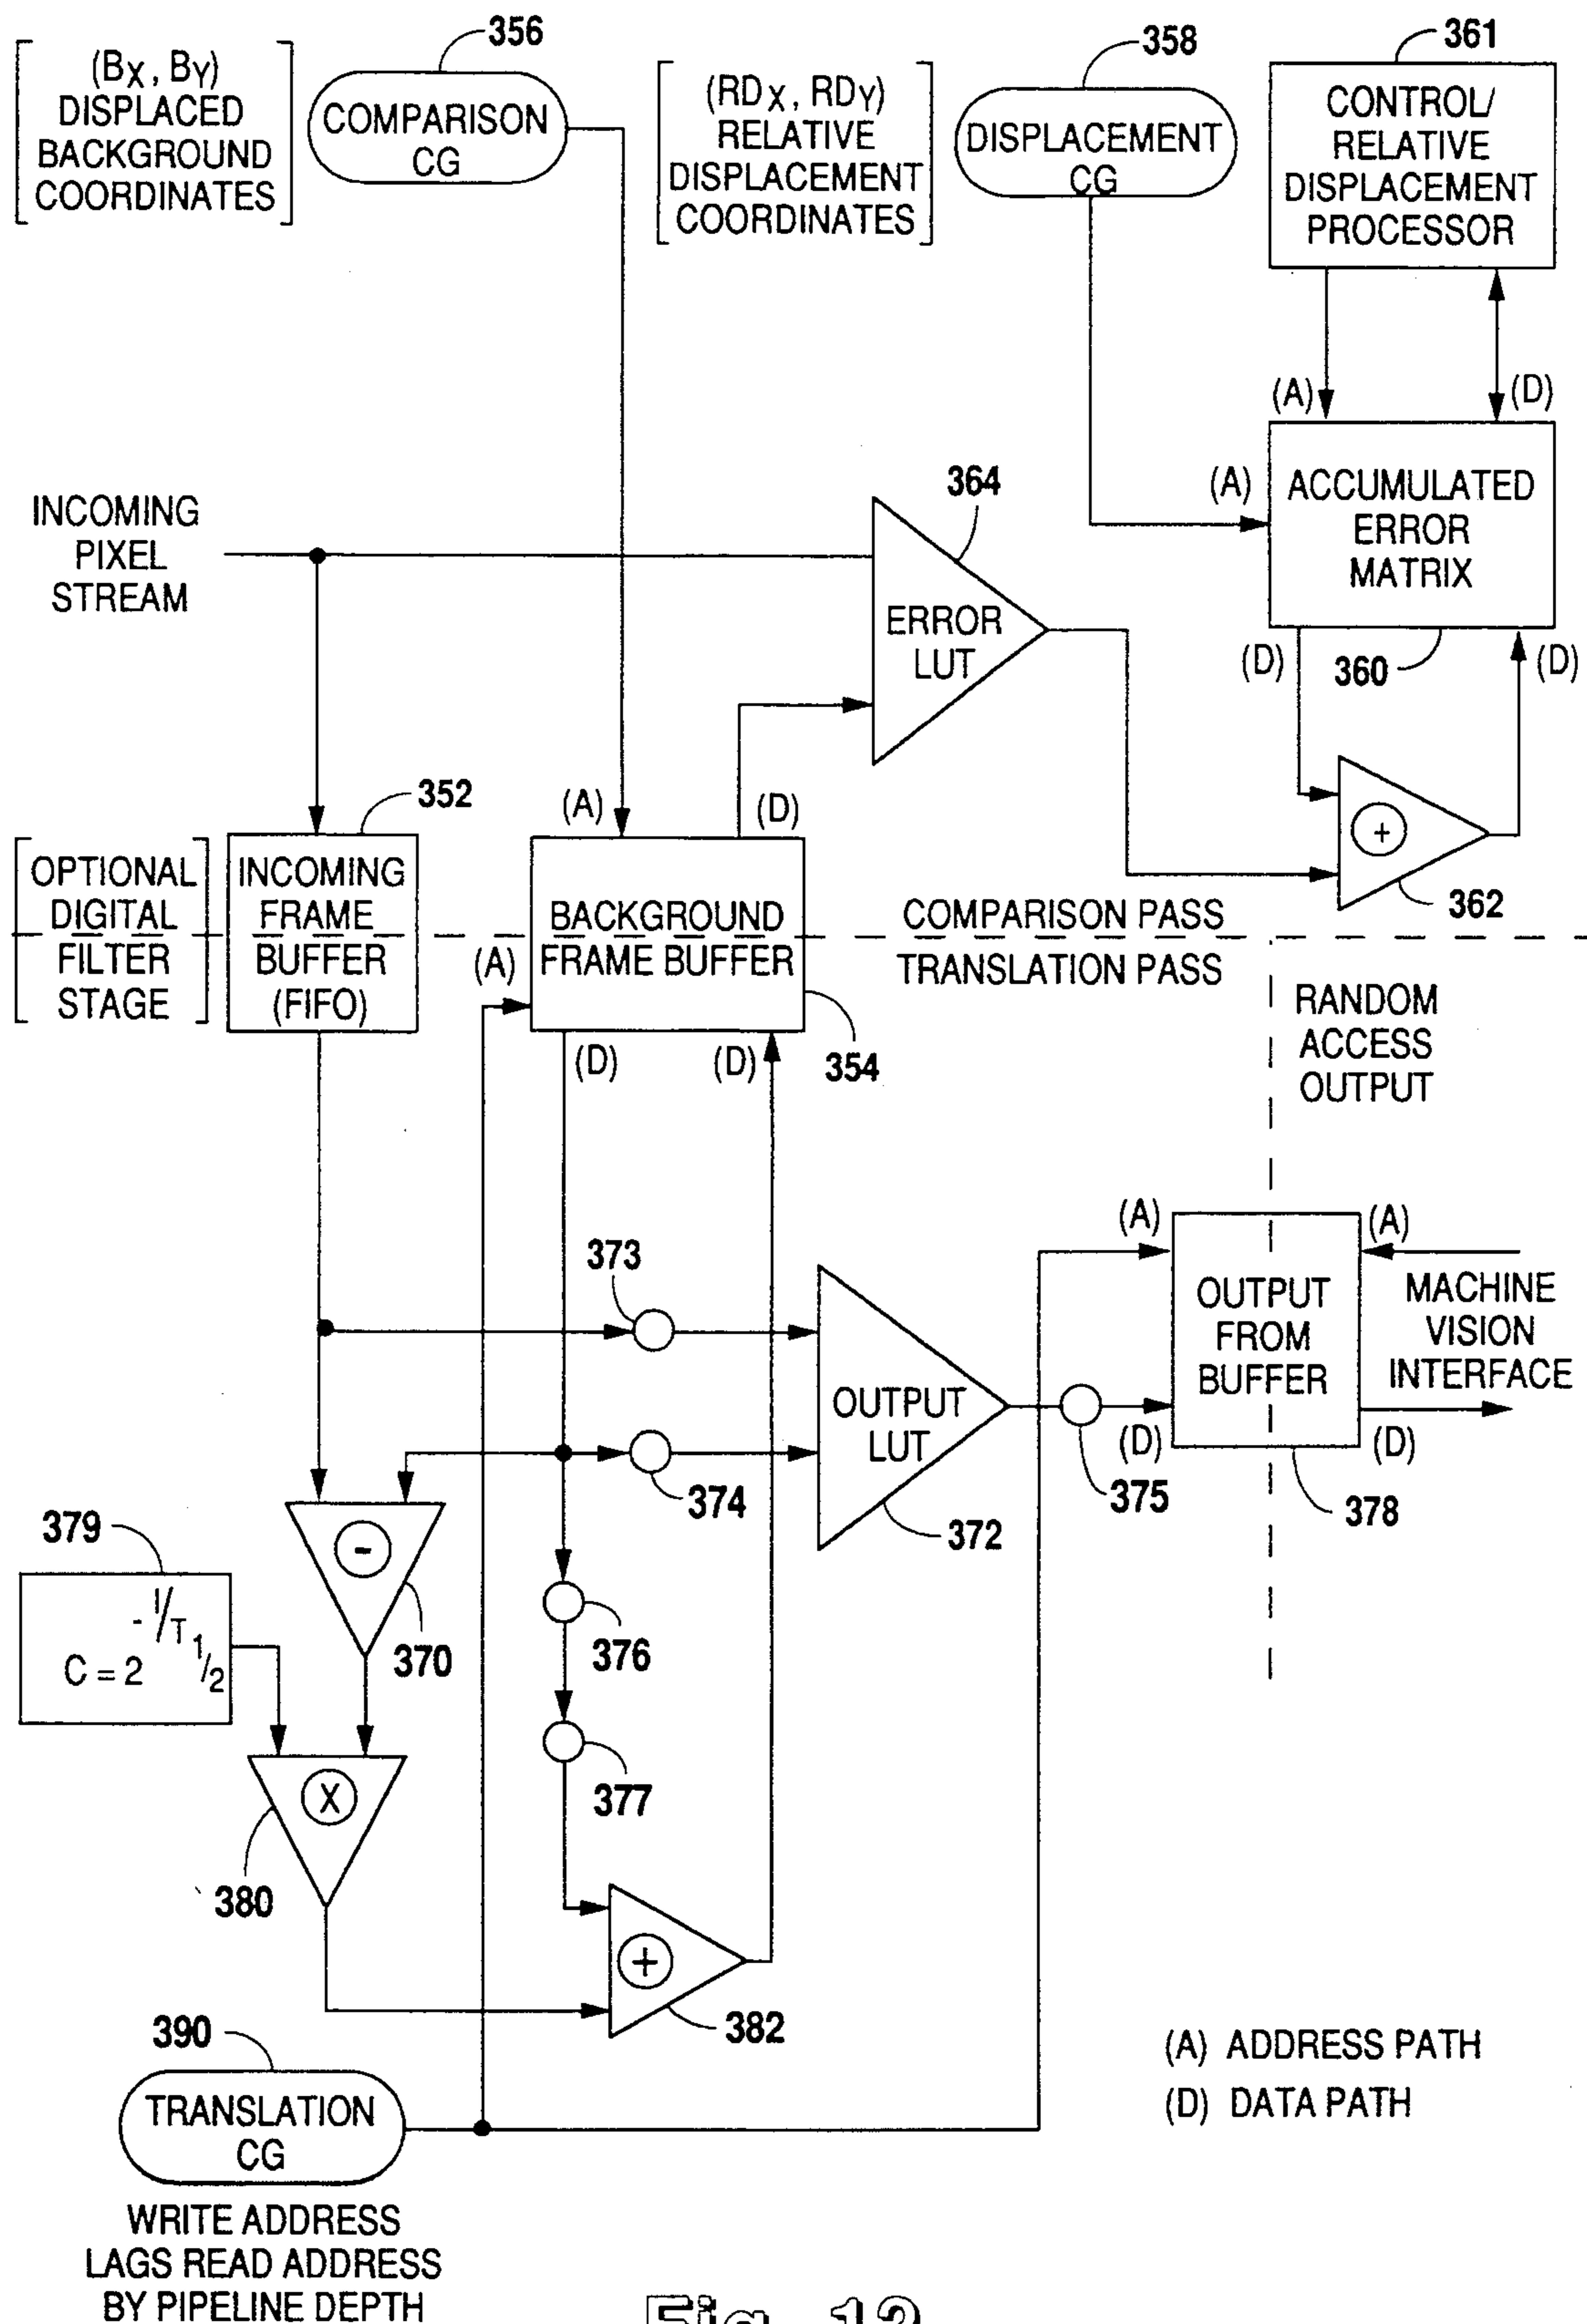 356
(BX, BY)
DISPLACED
BACKGROUND
COORDINATES
COMPARISON
CG
(RDX, RDY)
RELATIVE
DISPLACEMENT
COORDINATES
358
DISPLACEMENT
CG
361
CONTROL/
RELATIVE
DISPLACEMENT
PROCESSOR
(A)
(D)
INCOMING
PIXEL
STREAM
364
ERROR
LUT
(A)
ACCUMULATED
ERROR
MATRIX
(D)
360
(D)
352
(A)
(D)
+
362
OPTIONAL
DIGITAL
FILTER
STAGE
INCOMING
FRAME
BUFFER
(FIFO)
(A)
BACKGROUND
FRAME BUFFER
COMPARISON PASS
TRANSLATION PASS
(D)
(D)
354
RANDOM
ACCESS
OUTPUT
373
(A)
(A)
OUTPUT
LUT
OUTPUT
FROM
BUFFER
MACHINE
VISION
INTERFACE
374
375
(D)
(D)
372
378
379
-
370
C = 2 - 1/T 1/2
376
377
X
380
+
382
390
TRANSLATION
CG
(A) ADDRESS PATH
(D) DATA PATH
WRITE ADDRESS
LAGS READ ADDRESS
BY PIPELINE DEPTH